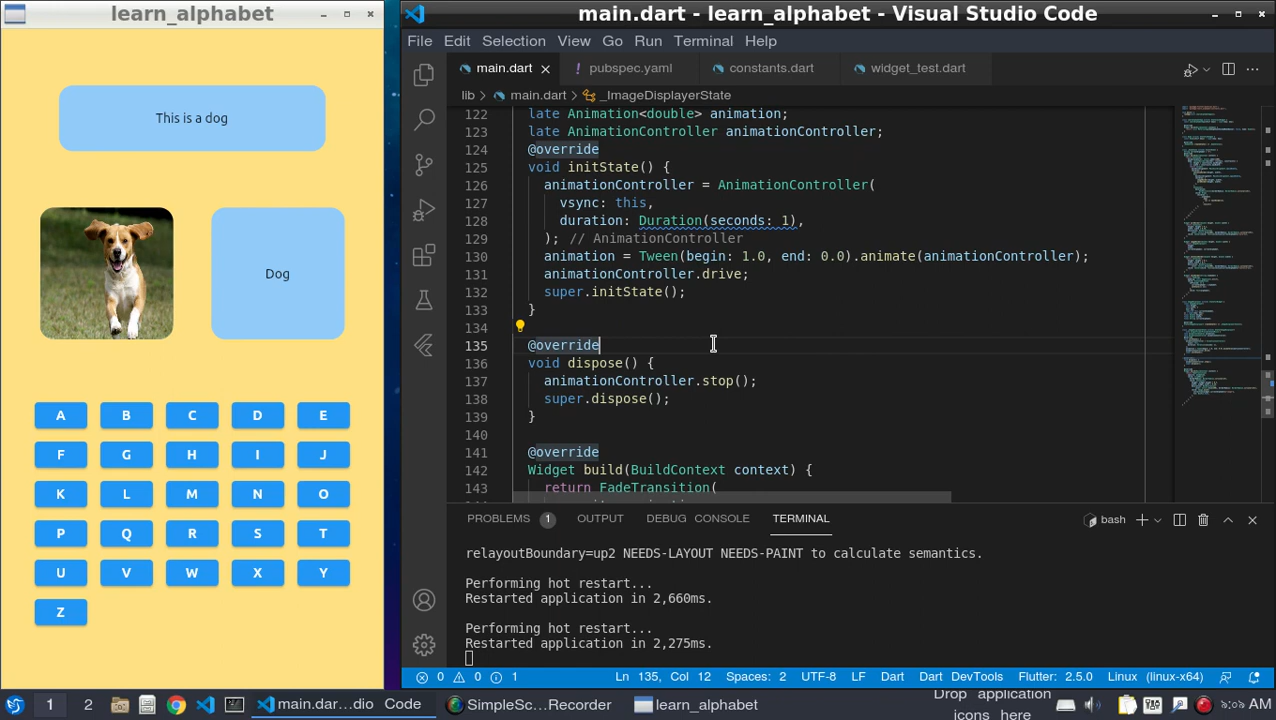 learn_alphabet
This is a dog
Dog
A B C D E
F G H I J
K L M N O
P Q R S T
U V W X Y
Z
main.dart - learn_alphabet - Visual Studio Code
File Edit Selection View Go Run Terminal Help
main.dart pubspec.yaml constants.dart widget_test.dart
lib > main.dart > _ImageDisplayerState
122 late Animation<double> animation;
123 late AnimationController animationController;
124 @override
125 void initState() {
126 animationController = AnimationController(
127 vsync: this,
128 duration: Duration(seconds: 1),
129 ); // AnimationController
130 animation = Tween(begin: 1.0, end: 0.0).animate(animationController);
131 animationController.drive;
132 super.initState();
133 }
134
135 @override
136 void dispose() {
137 animationController.stop();
138 super.dispose();
139 }
140
141 @override
142 Widget build(BuildContext context) {
143 return FadeTransition(
PROBLEMS 1 OUTPUT DEBUG CONSOLE TERMINAL bash
relayoutBoundary=up2 NEEDS-LAYOUT NEEDS-PAINT to calculate semantics.
Performing hot restart...
Restarted application in 2,660ms.
Performing hot restart...
Restarted application in 2,275ms.
0 0 1 Ln 135, Col 12 Spaces: 2 UTF-8 LF Dart Dart DevTools Flutter: 2.5.0 Linux (linux-x64)
1 2 main.dar...dio Code SimpleSc...Recorder learn_alphabet Drop application icons here AM